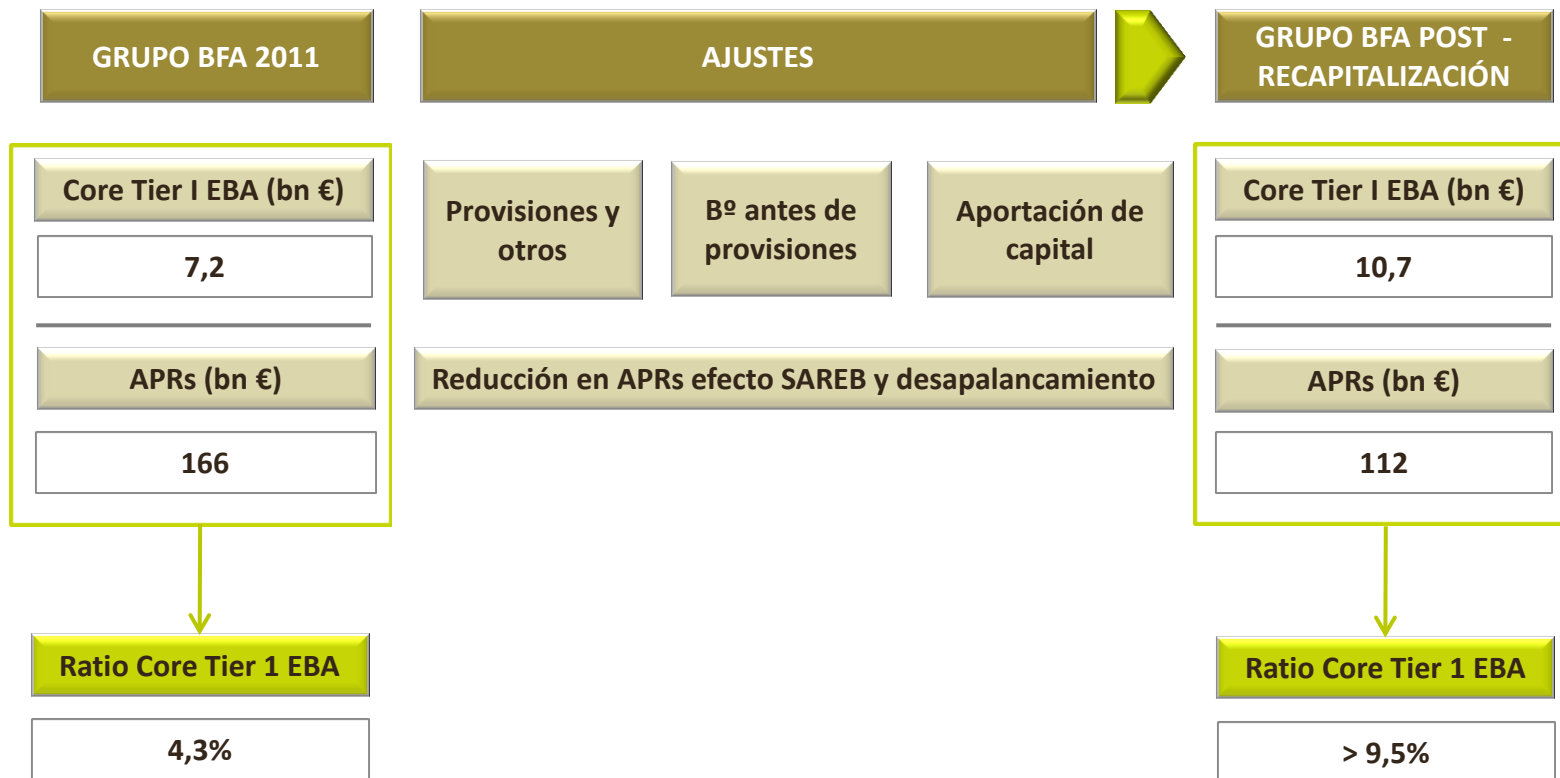 GRUPO BFA 2011
AJUSTES
GRUPO BFA POST -
RECAPITALIZACIÓN
Core Tier I EBA (bn €)
7,2
APRs (bn €)
166
Ratio Core Tier 1 EBA
4,3%
Provisiones y
otros
Bº antes de
provisiones
Aportación de
capital
Reducción en APRs efecto SAREB y desapalancamiento
Core Tier I EBA (bn €)
10,7
APRs (bn €)
112
Ratio Core Tier 1 EBA
> 9,5%